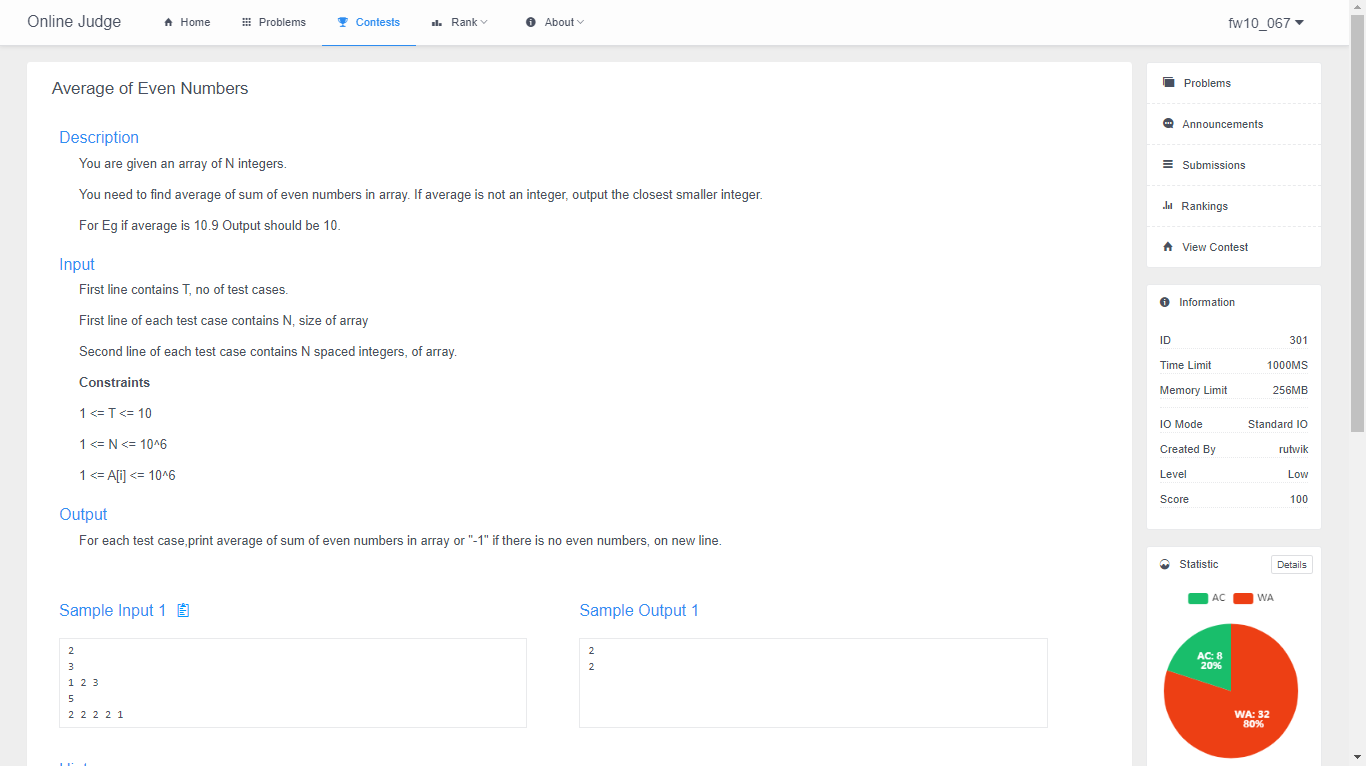 Online Judge
Home
Problems
Contests
Rank
About
fw10_067
Average of Even Numbers
Description
You are given an array of N integers.
You need to find average of sum of even numbers in array. If average is not an integer, output the closest smaller integer.
For Eg if average is 10.9 Output should be 10.
Input
First line contains T, no of test cases.
First line of each test case contains N, size of array
Second line of each test case contains N spaced integers, of array.
Constraints
1 <= T <= 10
1 <= N <= 10^6
1 <= A[i] <= 10^6
Output
For each test case,print average of sum of even numbers in array or "-1" if there is no even numbers, on new line.
Sample Input 1
2
3
1 2 3
5
2 2 2 2 1
Sample Output 1
2
2
Problems
Announcements
Submissions
Rankings
View Contest
Information
ID 301
Time Limit 1000MS
Memory Limit 256MB
IO Mode Standard IO
Created By rutwik
Level Low
Score 100
Statistic Details
AC WA
AC: 8
20%
WA: 32
80%